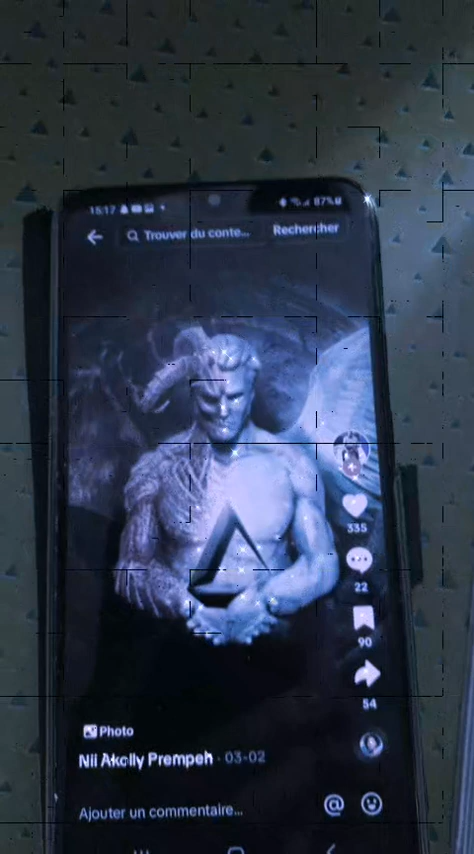 15:17
87%
Trouver du conte... Rechercher
335
22
90
54
Photo
Nii Akolly Prempeh · 03-02
Ajouter un commentaire...